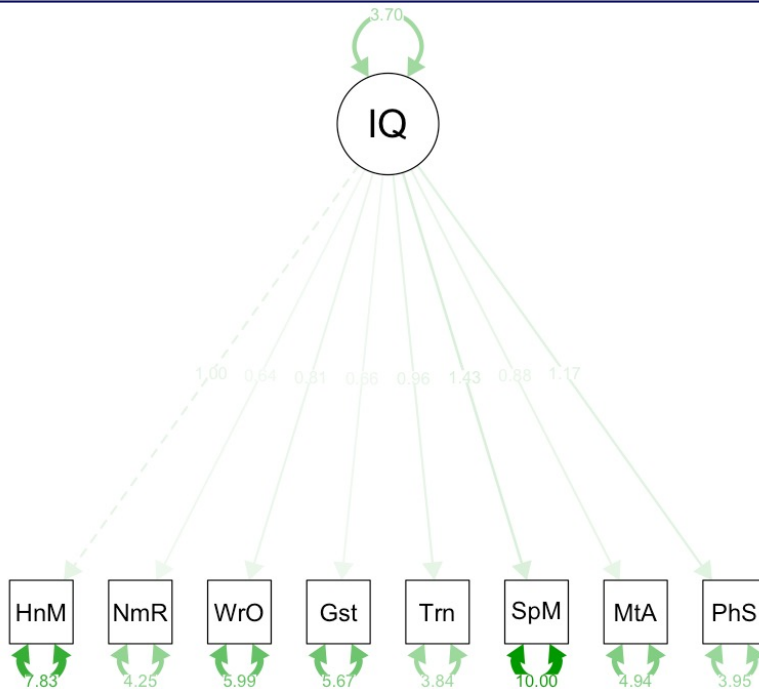 3.70
IQ
1.00 0.64 0.81 0.66 0.96 1.43 0.68 1.17
HnM NmR WrO Gst Trn SpM MtA PhS
7.83 4.25 5.99 5.67 3.84 10.00 4.94 3.95